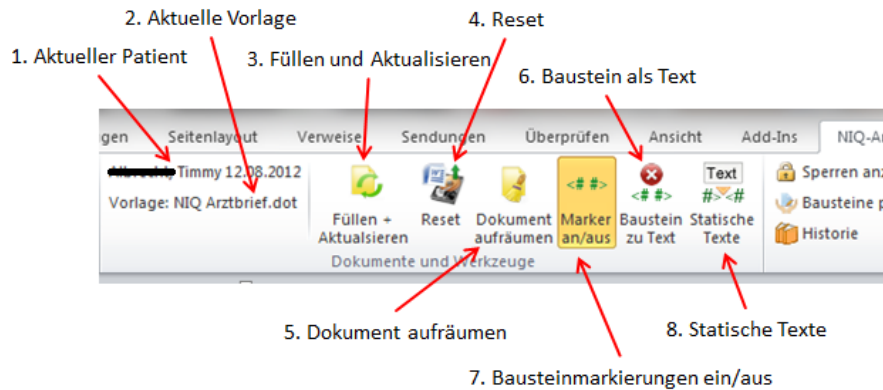 2. Aktuelle Vorlage
4. Reset
1. Aktueller Patient
3. Füllen und Aktualisieren
6. Baustein als Text
gen Seitenlayout Verweise Sendungen Überprüfen Ansicht Add-Ins NIQ-A
Timmy 12.08.2012
Vorlage: NIQ Arztbrief.dot
Füllen +
Aktualsieren
Reset
Dokument
aufräumen
<# #>
Marker
an/aus
<# #>
Baustein
zu Text
Text
#> <#
Statische
Texte
Dokumente und Werkzeuge
Sperren an
Bausteine p
Historie
5. Dokument aufräumen
8. Statische Texte
7. Bausteinmarkierungen ein/aus